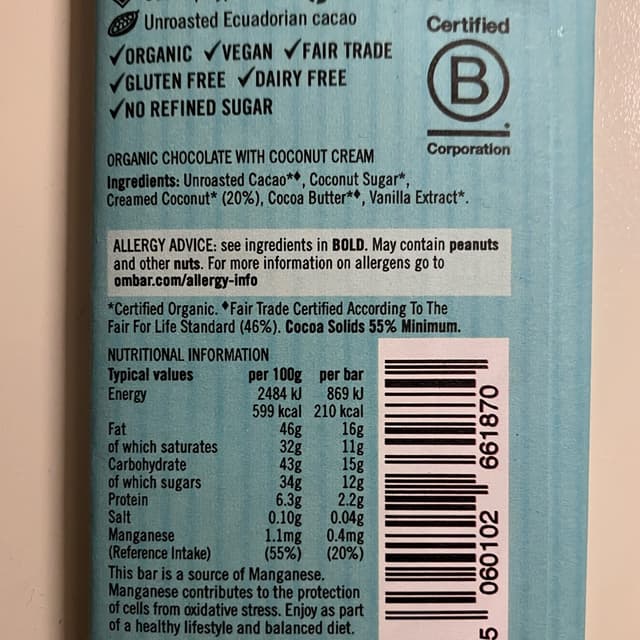 Unroasted Ecuadorian cacao
✓ORGANIC ✓VEGAN ✓FAIR TRADE
✓GLUTEN FREE ✓DAIRY FREE
✓NO REFINED SUGAR
Certified
B
Corporation
ORGANIC CHOCOLATE WITH COCONUT CREAM
Ingredients: Unroasted Cacao*♦, Coconut Sugar*,
Creamed Coconut* (20%), Cocoa Butter*♦, Vanilla Extract*.
ALLERGY ADVICE: see ingredients in BOLD. May contain peanuts
and other nuts. For more information on allergens go to
ombar.com/allergy-info
*Certified Organic. ♦Fair Trade Certified According To The
Fair For Life Standard (46%). Cocoa Solids 55% Minimum.
NUTRITIONAL INFORMATION
Typical values per 100g per bar
Energy 2484 kJ 869 kJ
599 kcal 210 kcal
Fat 46g 16g
of which saturates 32g 11g
Carbohydrate 43g 15g
of which sugars 34g 12g
Protein 6.3g 2.2g
Salt 0.10g 0.04g
Manganese 1.1mg 0.4mg
(Reference Intake) (55%) (20%)
This bar is a source of Manganese.
Manganese contributes to the protection
of cells from oxidative stress. Enjoy as part
of a healthy lifestyle and balanced diet.
5 060102 661870